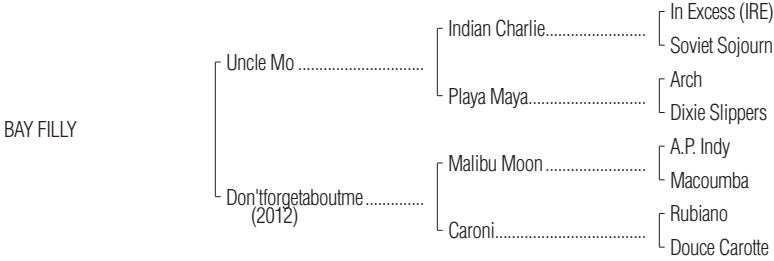 In Excess (IRE)
Indian Charlie........................
Soviet Sojourn
Uncle Mo ..............................
Arch
Playa Maya............................
Dixie Slippers
BAY FILLY
A.P. Indy
Malibu Moon ........................
Macoumba
Don'tforgetaboutme ..............
(2012)
Rubiano
Caroni....................................
Douce Carotte